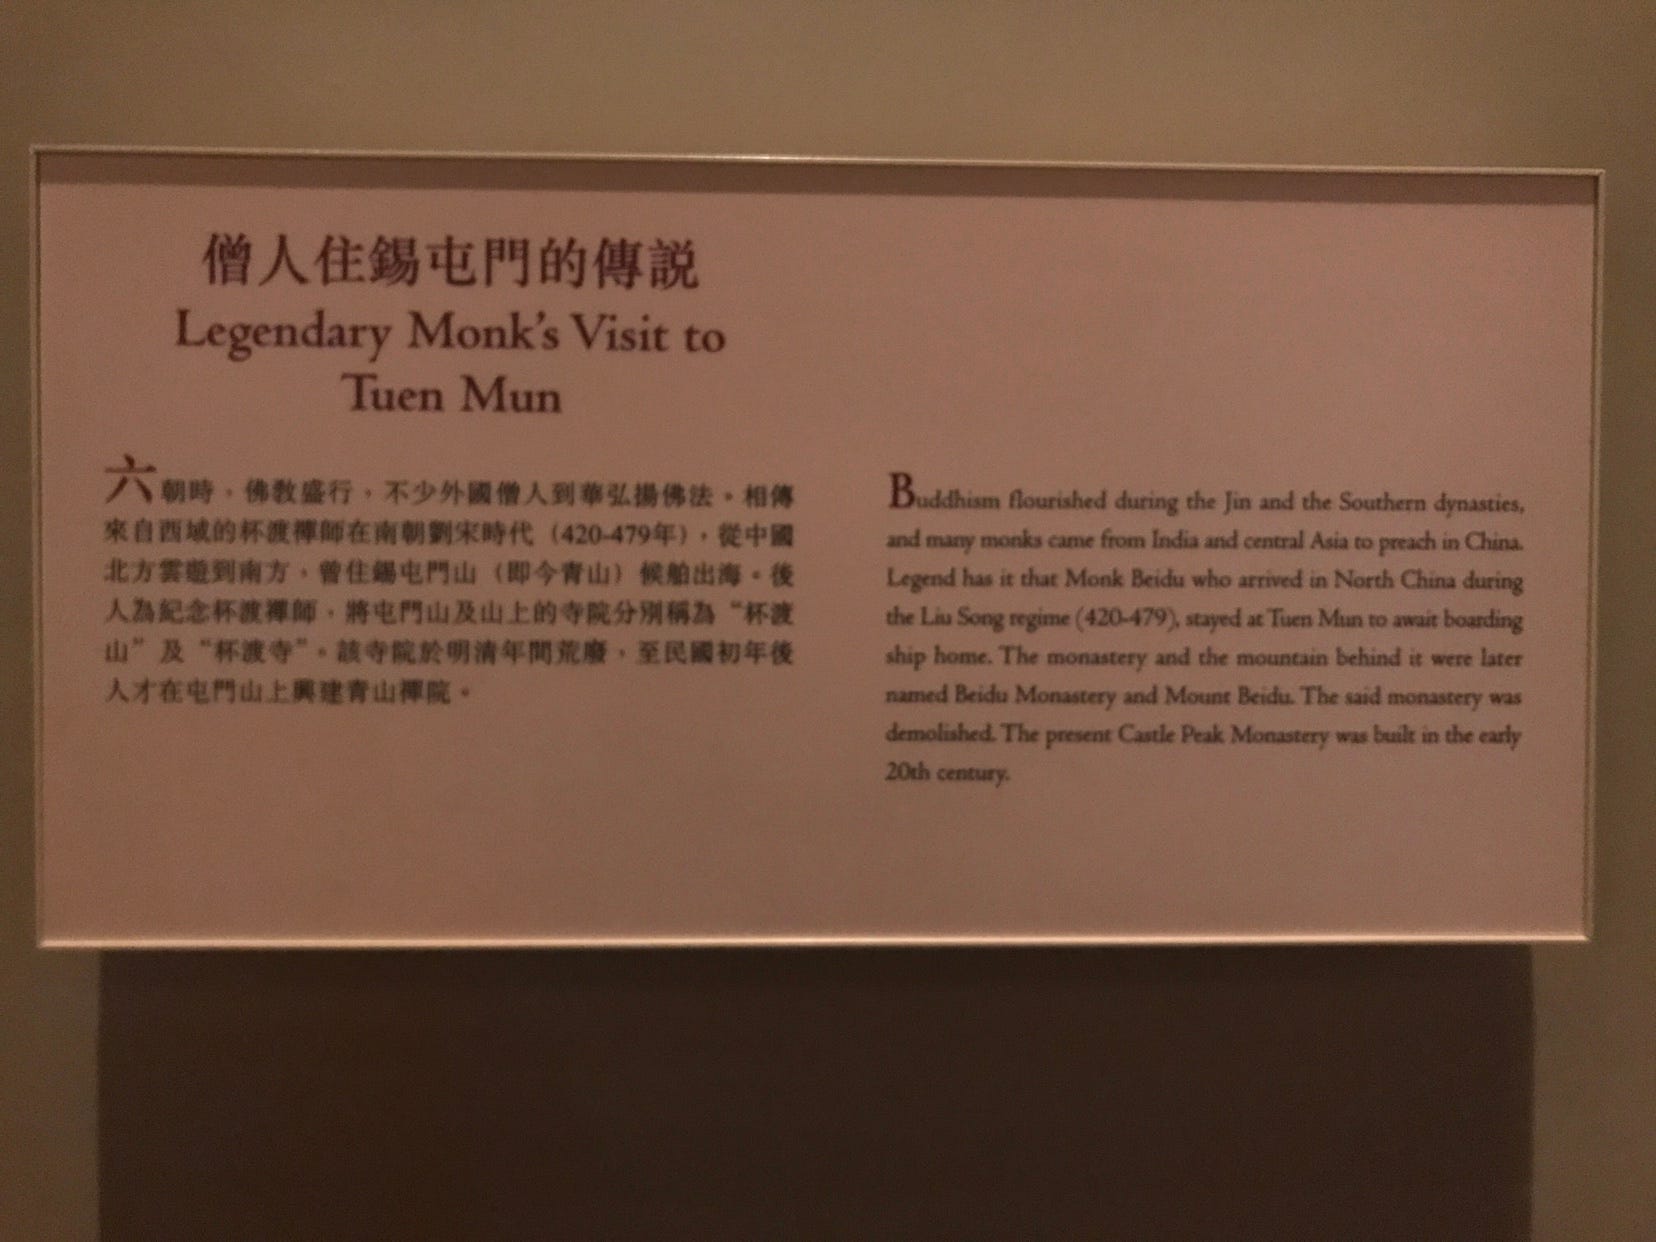 僧人住錫屯門的傳説
Legendary Monk's Visit to
Tuen Mun
六朝時，佛教盛行，不少外國僧人到華弘揚佛法。相傳
來自西域的杯渡禪師在南朝劉宋時代（420-479年），從中國
北方雲遊到南方，曾住錫屯門山（即今青山）候舶出海。後
人為紀念杯渡禪師，將屯門山及山上的寺院分別稱為“杯渡
山”及“杯渡寺”。該寺院於明清年間荒廢，至民國初年後
人才在屯門山上興建青山禪院。
Buddhism flourished during the Jin and the Southern dynasties,
and many monks came from India and central Asia to preach in China.
Legend has it that Monk Beidu who arrived in North China during
the Liu Song regime (420-479), stayed at Tuen Mun to await boarding
ship home. The monastery and the mountain behind it were later
named Beidu Monastery and Mount Beidu. The said monastery was
demolished. The present Castle Peak Monastery was built in the early
20th century.